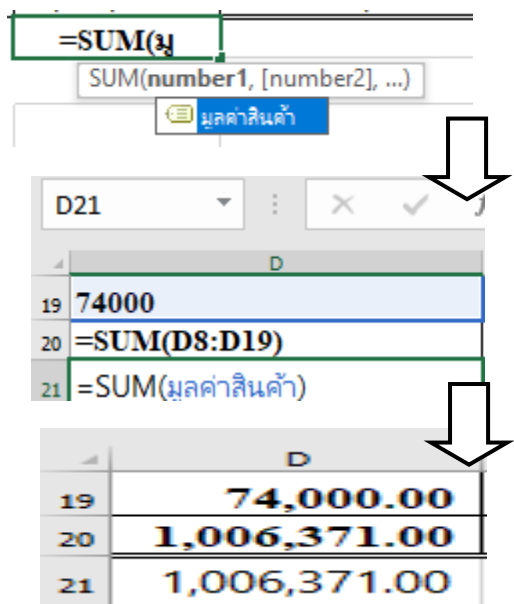 =SUM(มู
SUM(number1, [number2], ...)
มูลค่าสินค้า
D21
D
19 74000
20 =SUM(D8:D19)
21 =SUM(มูลค่าสินค้า)
D
19 74,000.00
20 1,006,371.00
21 1,006,371.00